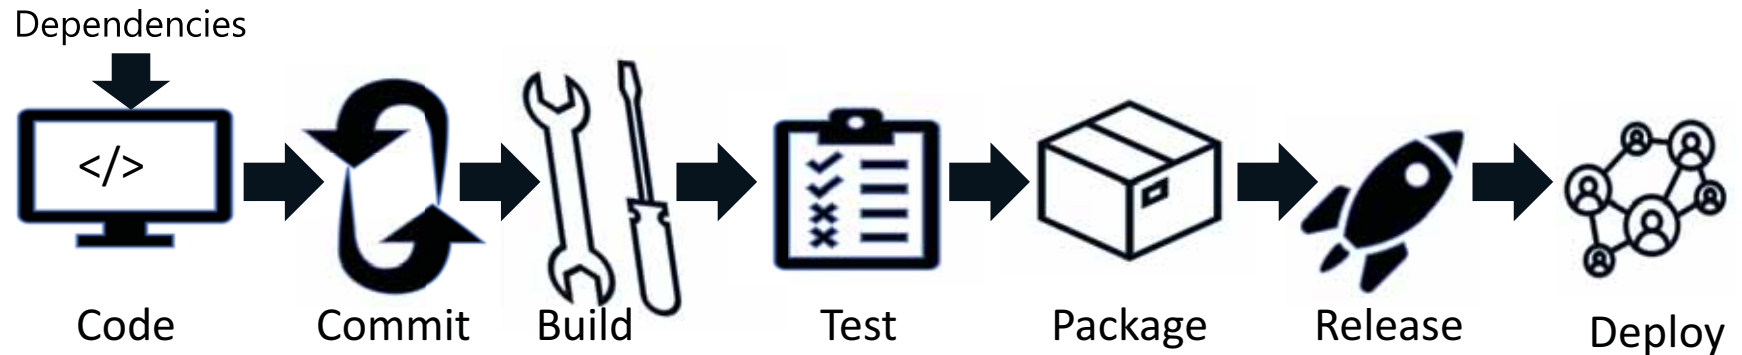 Dependencies
</>
Code
Commit
Build
Test
Package
Release
Deploy